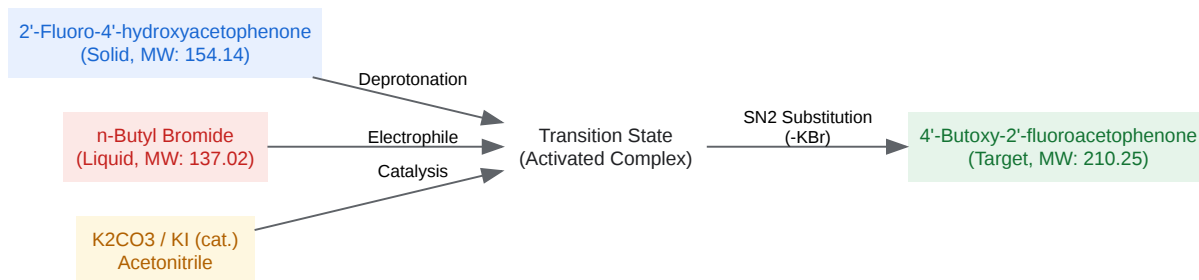 2'-Fluoro-4'-hydroxyacetophenone
(Solid, MW: 154.14)
Deprotonation
n-Butyl Bromide
(Liquid, MW: 137.02)
Electrophile
Catalysis
K2CO3 / KI (cat.)
Acetonitrile
Transition State
(Activated Complex)
SN2 Substitution
(-KBr)
4'-Butoxy-2'-fluoroacetophenone
(Target, MW: 210.25)